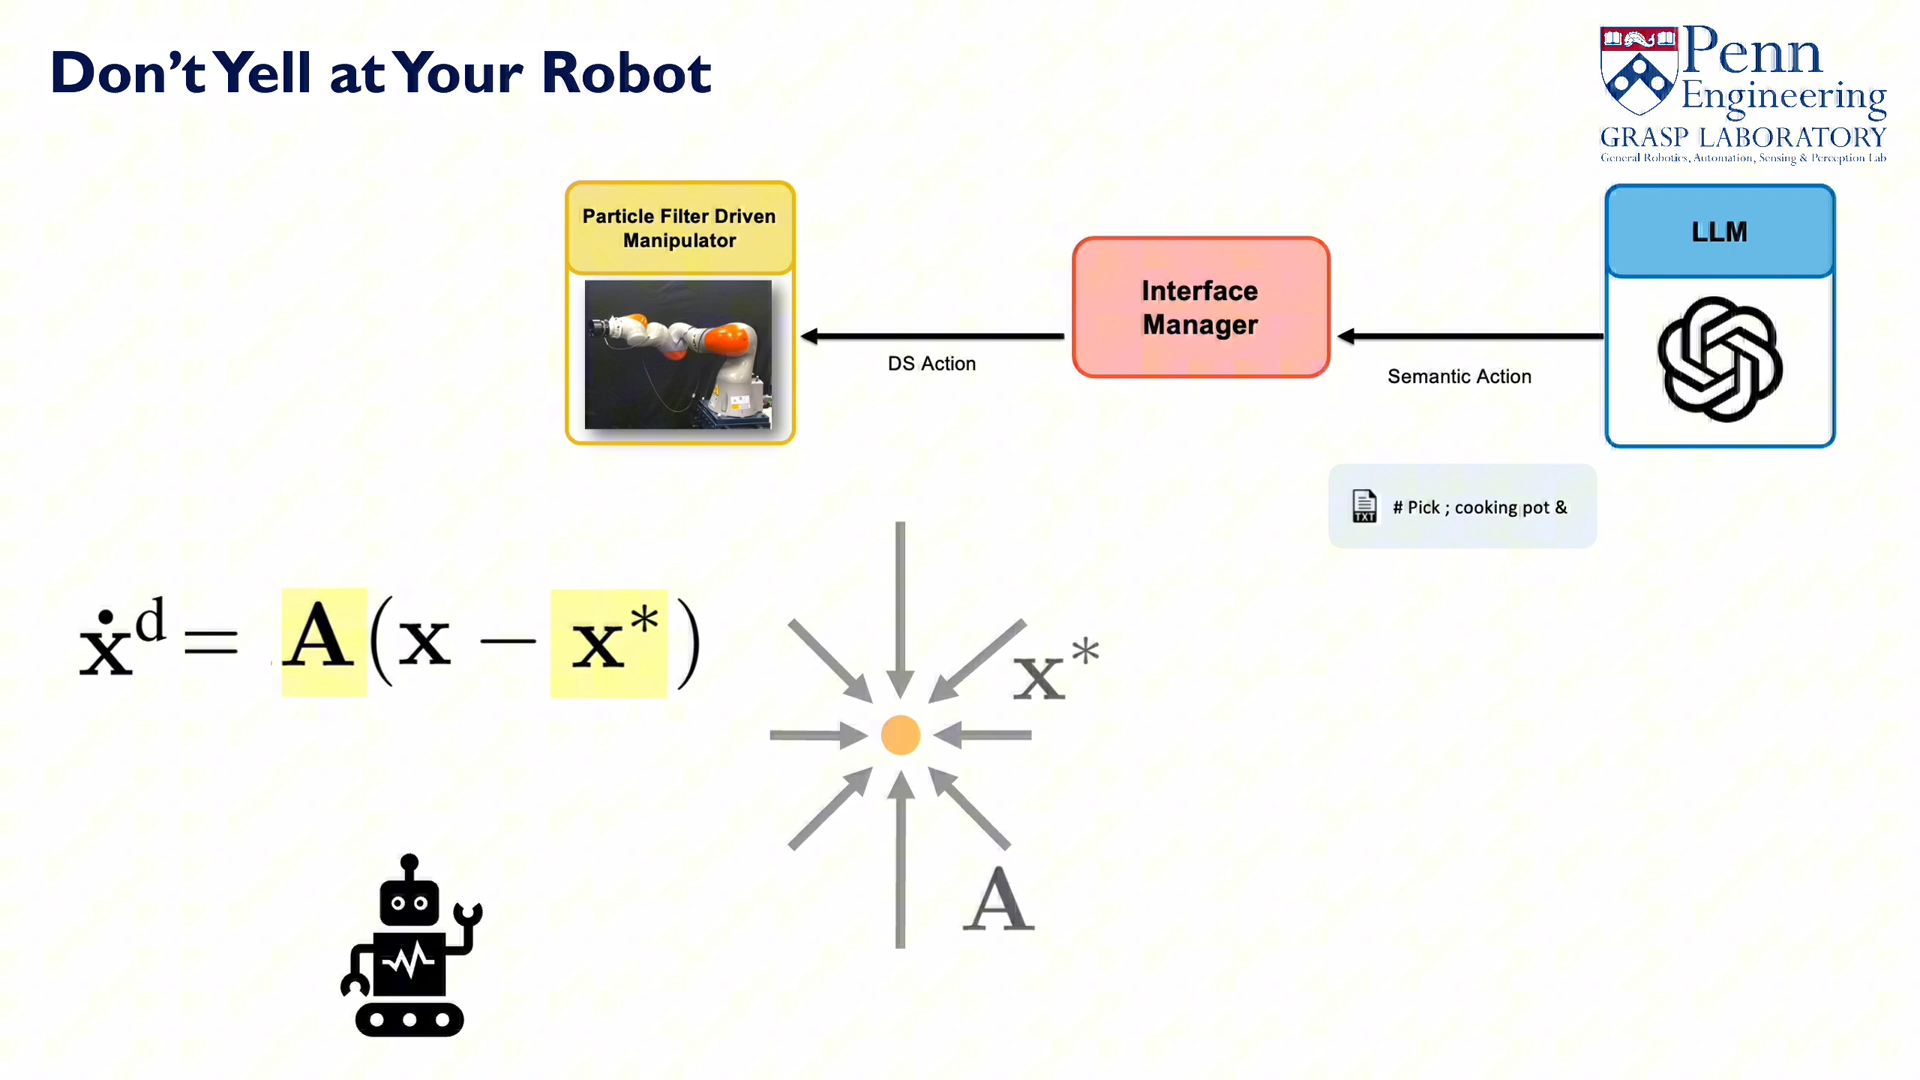 Don't Yell at Your Robot
Penn
Engineering
GRASP LABORATORY
General Robotics, Automation, Sensing & Perception Lab
Particle Filter Driven
Manipulator
DS Action
Interface
Manager
Semantic Action
LLM
TXT
# Pick ; cooking pot &
ẋᵈ = A(x − x*)
x*
A